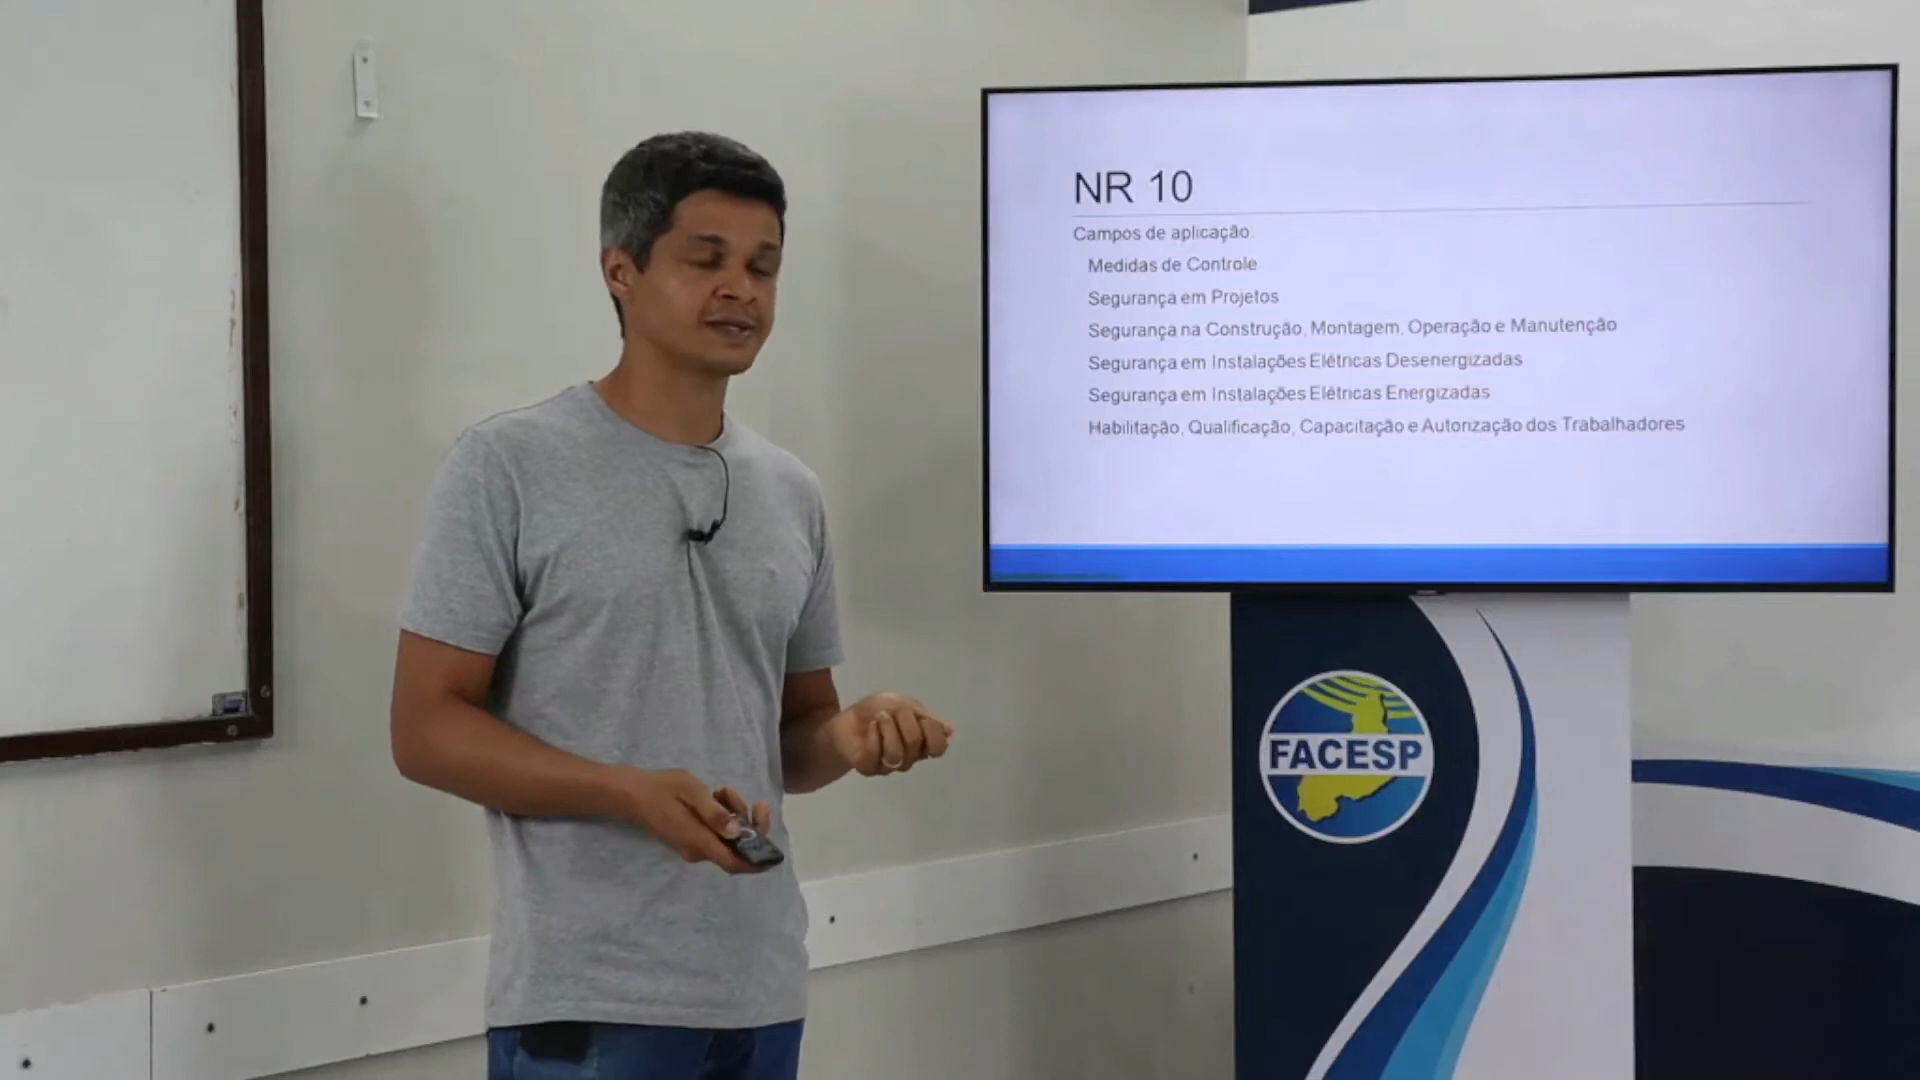 NR 10
Campos de aplicação
Medidas de Controle
Segurança em Projetos
Segurança na Construção, Montagem, Operação e Manutenção
Segurança em Instalações Elétricas Desenergizadas
Segurança em Instalações Elétricas Energizadas
Habilitação, Qualificação, Capacitação e Autorização dos Trabalhadores
FACESP